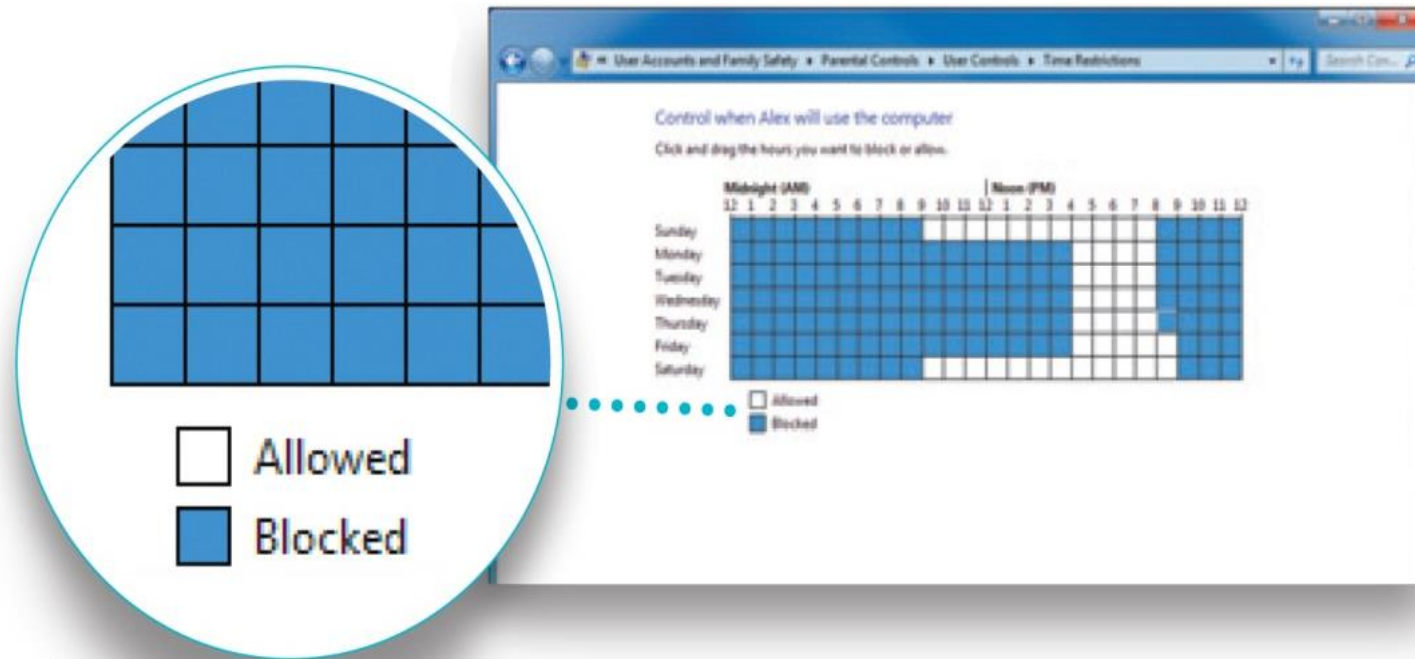 « User Accounts and Family Safety ▸ Parental Controls ▸ User Controls ▸ Time Restrictions
Search Con...
Control when Alex will use the computer
Click and drag the hours you want to block or allow.
Midnight (AM) Noon (PM)
12 1 2 3 4 5 6 7 8 9 10 11 12 1 2 3 4 5 6 7 8 9 10 11 12
Sunday
Monday
Tuesday
Wednesday
Thursday
Friday
Saturday
Allowed
Blocked
Allowed
Blocked